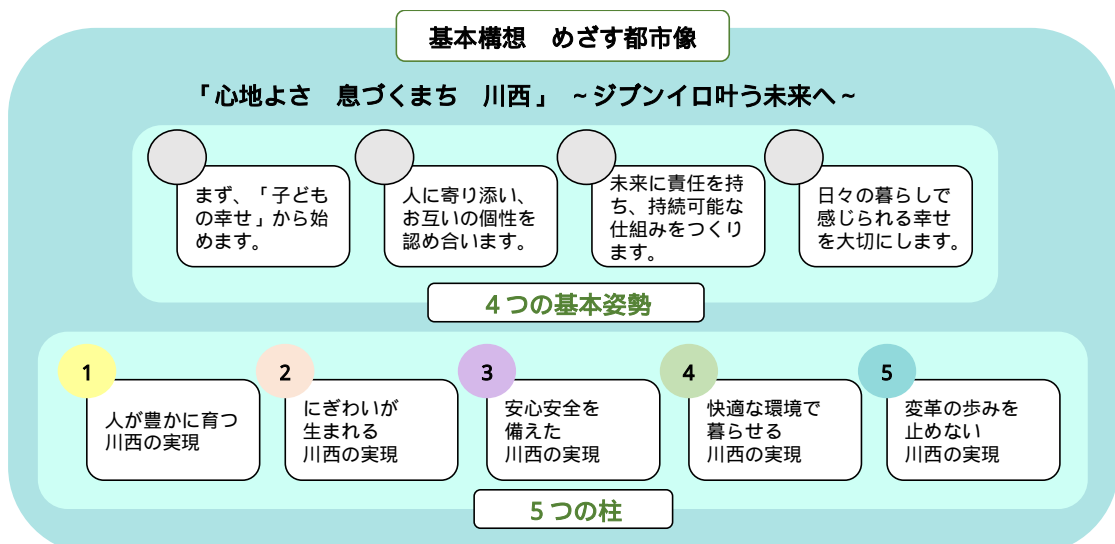 基本構想　めざす都市像
「心地よさ　息づくまち　川西」 ～ジブンイロ叶う未来へ～
まず、「子ども
の幸せ」から始
めます。
人に寄り添い、
お互いの個性を
認め合います。
未来に責任を持
ち、持続可能な
仕組みをつくり
ます。
日々の暮らしで
感じられる幸せ
を大切にします。
４つの基本姿勢
1
人が豊かに育つ
川西の実現
2
にぎわいが
生まれる
川西の実現
3
安心安全を
備えた
川西の実現
4
快適な環境で
暮らせる
川西の実現
5
変革の歩みを
止めない
川西の実現
５つの柱